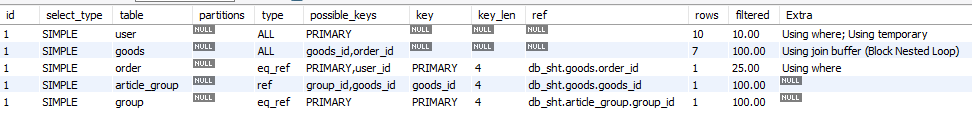 id select_type table partitions type possible_keys key key_len ref rows filtered Extra
1 SIMPLE user NULL ALL PRIMARY NULL NULL NULL 10 10.00 Using where; Using temporary
1 SIMPLE goods NULL ALL goods_id,order_id NULL NULL NULL 7 100.00 Using join buffer (Block Nested Loop)
1 SIMPLE order NULL eq_ref PRIMARY,user_id PRIMARY 4 db_sht.goods.order_id 1 25.00 Using where
1 SIMPLE article_group NULL ref group_id,goods_id goods_id 4 db_sht.goods.goods_id 1 100.00 NULL
1 SIMPLE group NULL eq_ref PRIMARY PRIMARY 4 db_sht.article_group.group_id 1 100.00 NULL